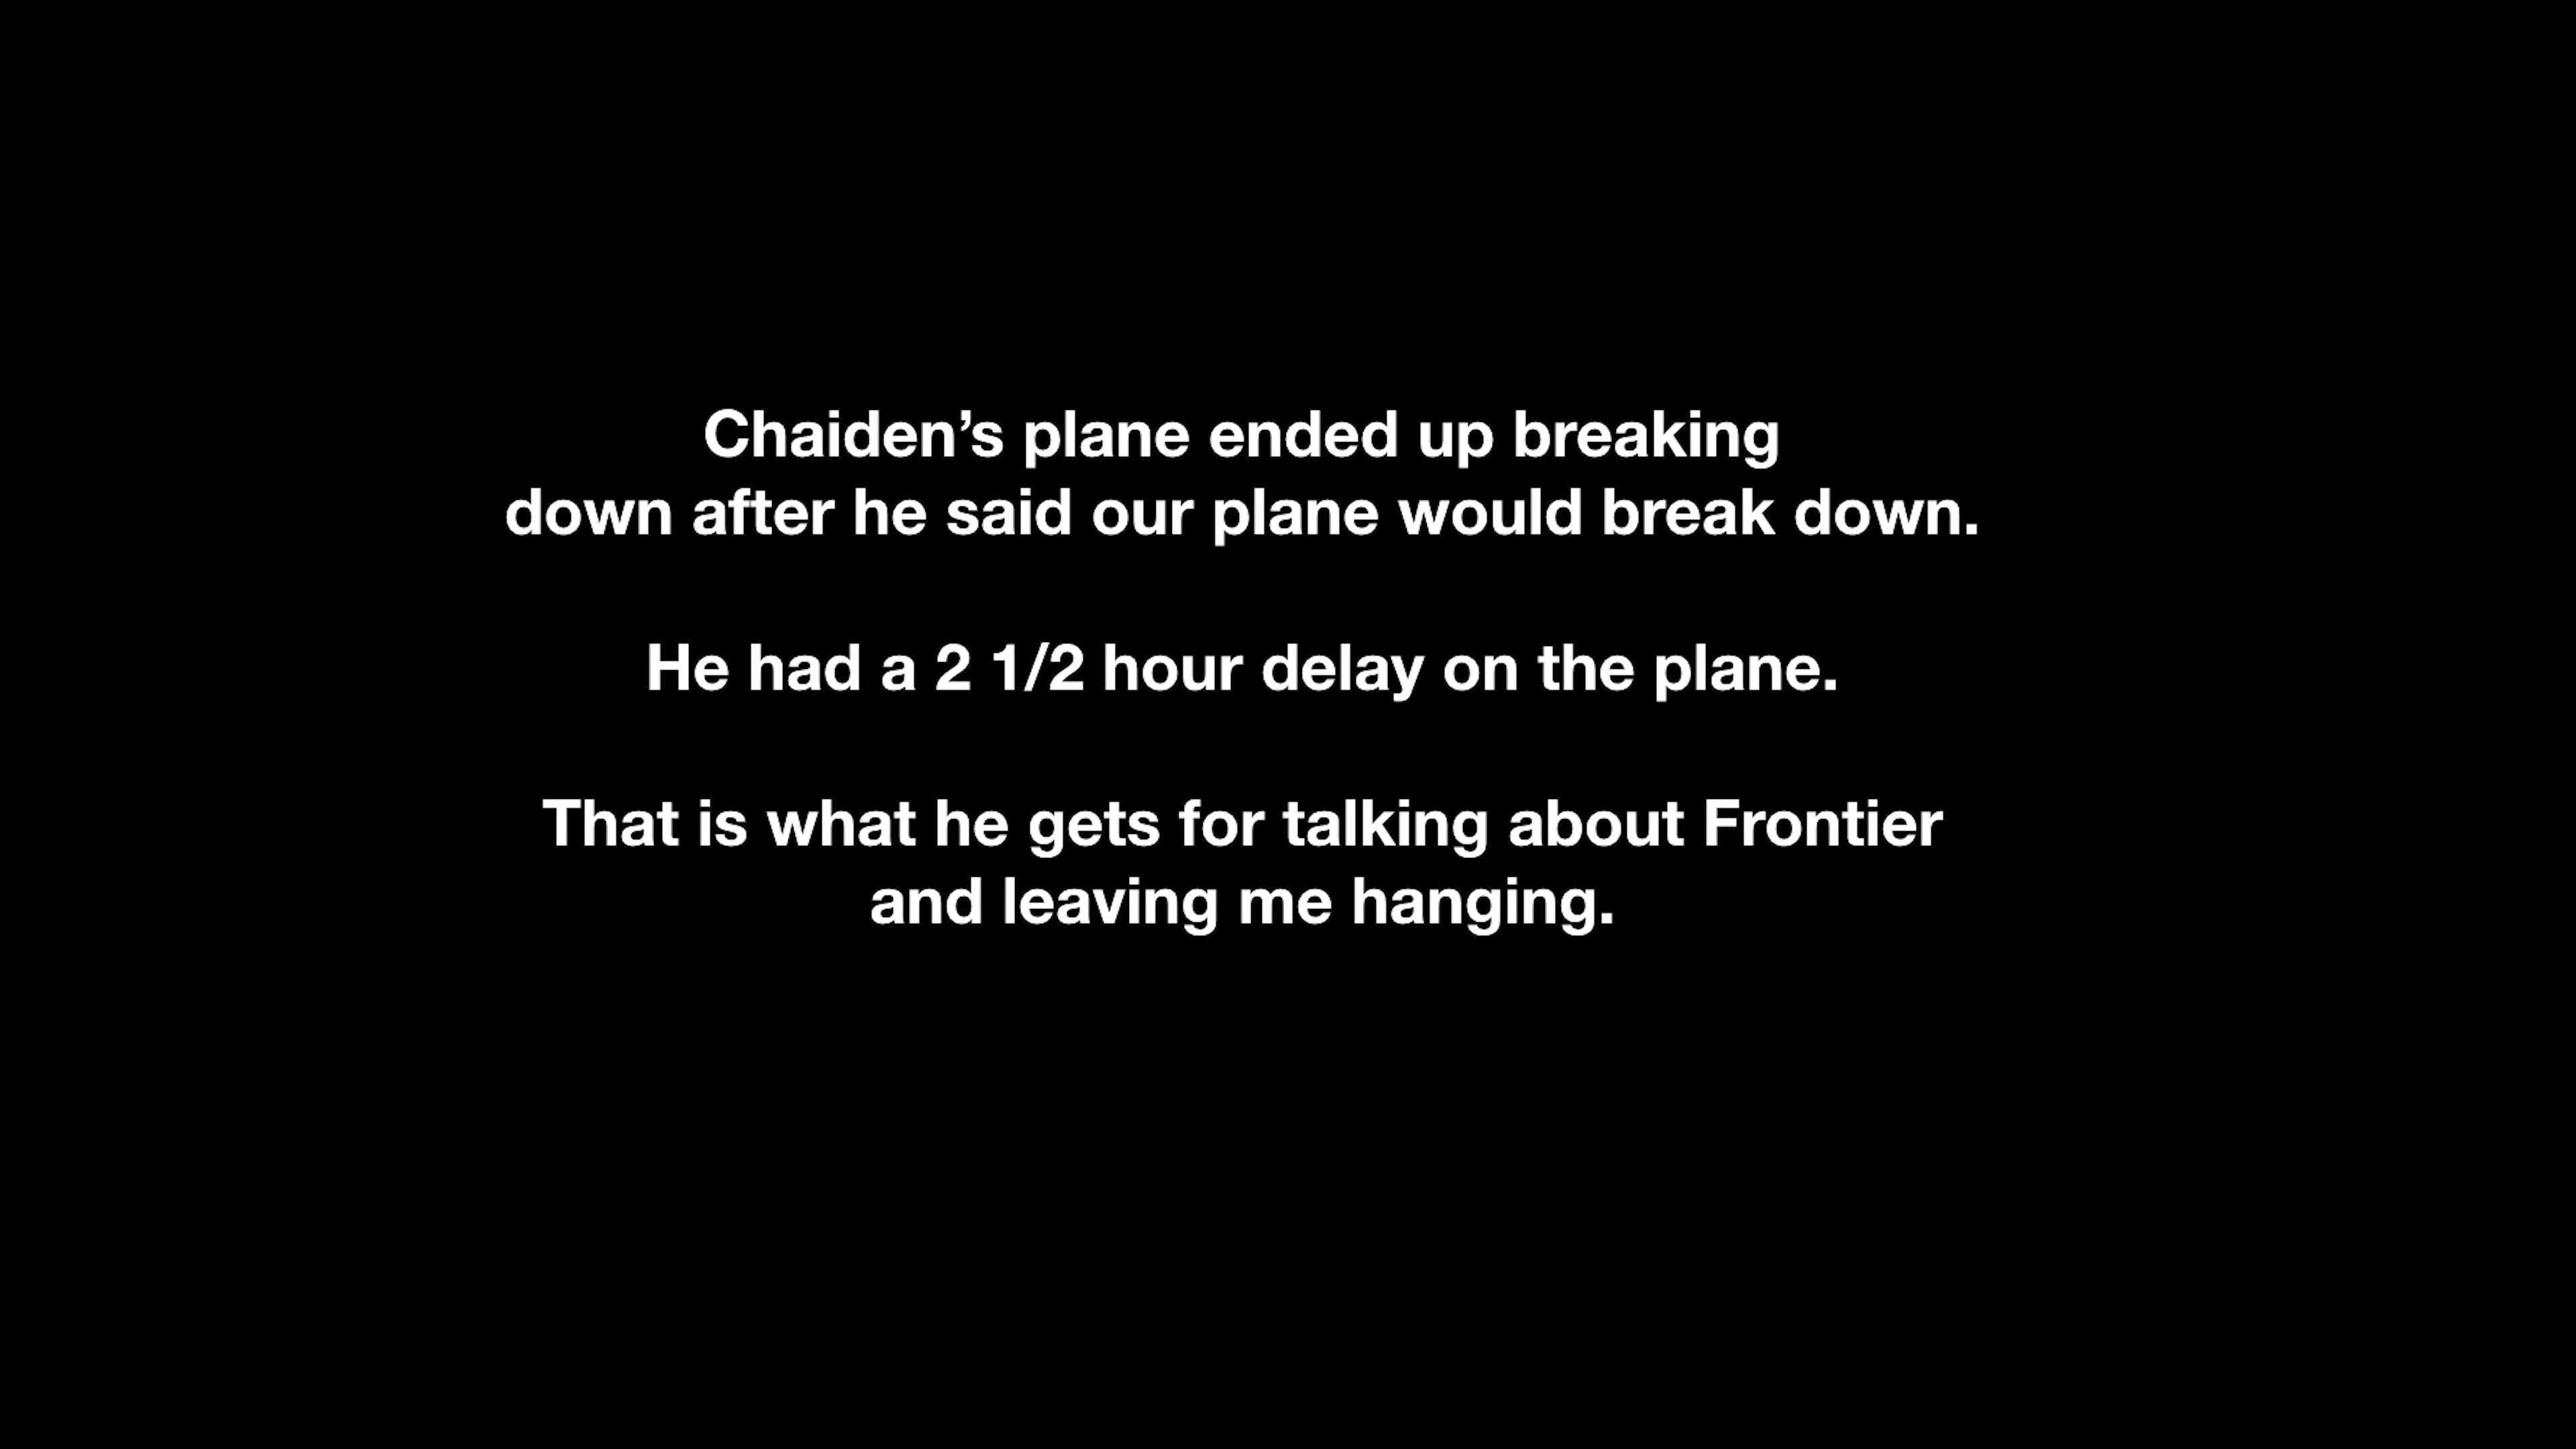 Chaiden’s plane ended up breaking
down after he said our plane would break down.
He had a 2 1/2 hour delay on the plane.
That is what he gets for talking about Frontier
and leaving me hanging.